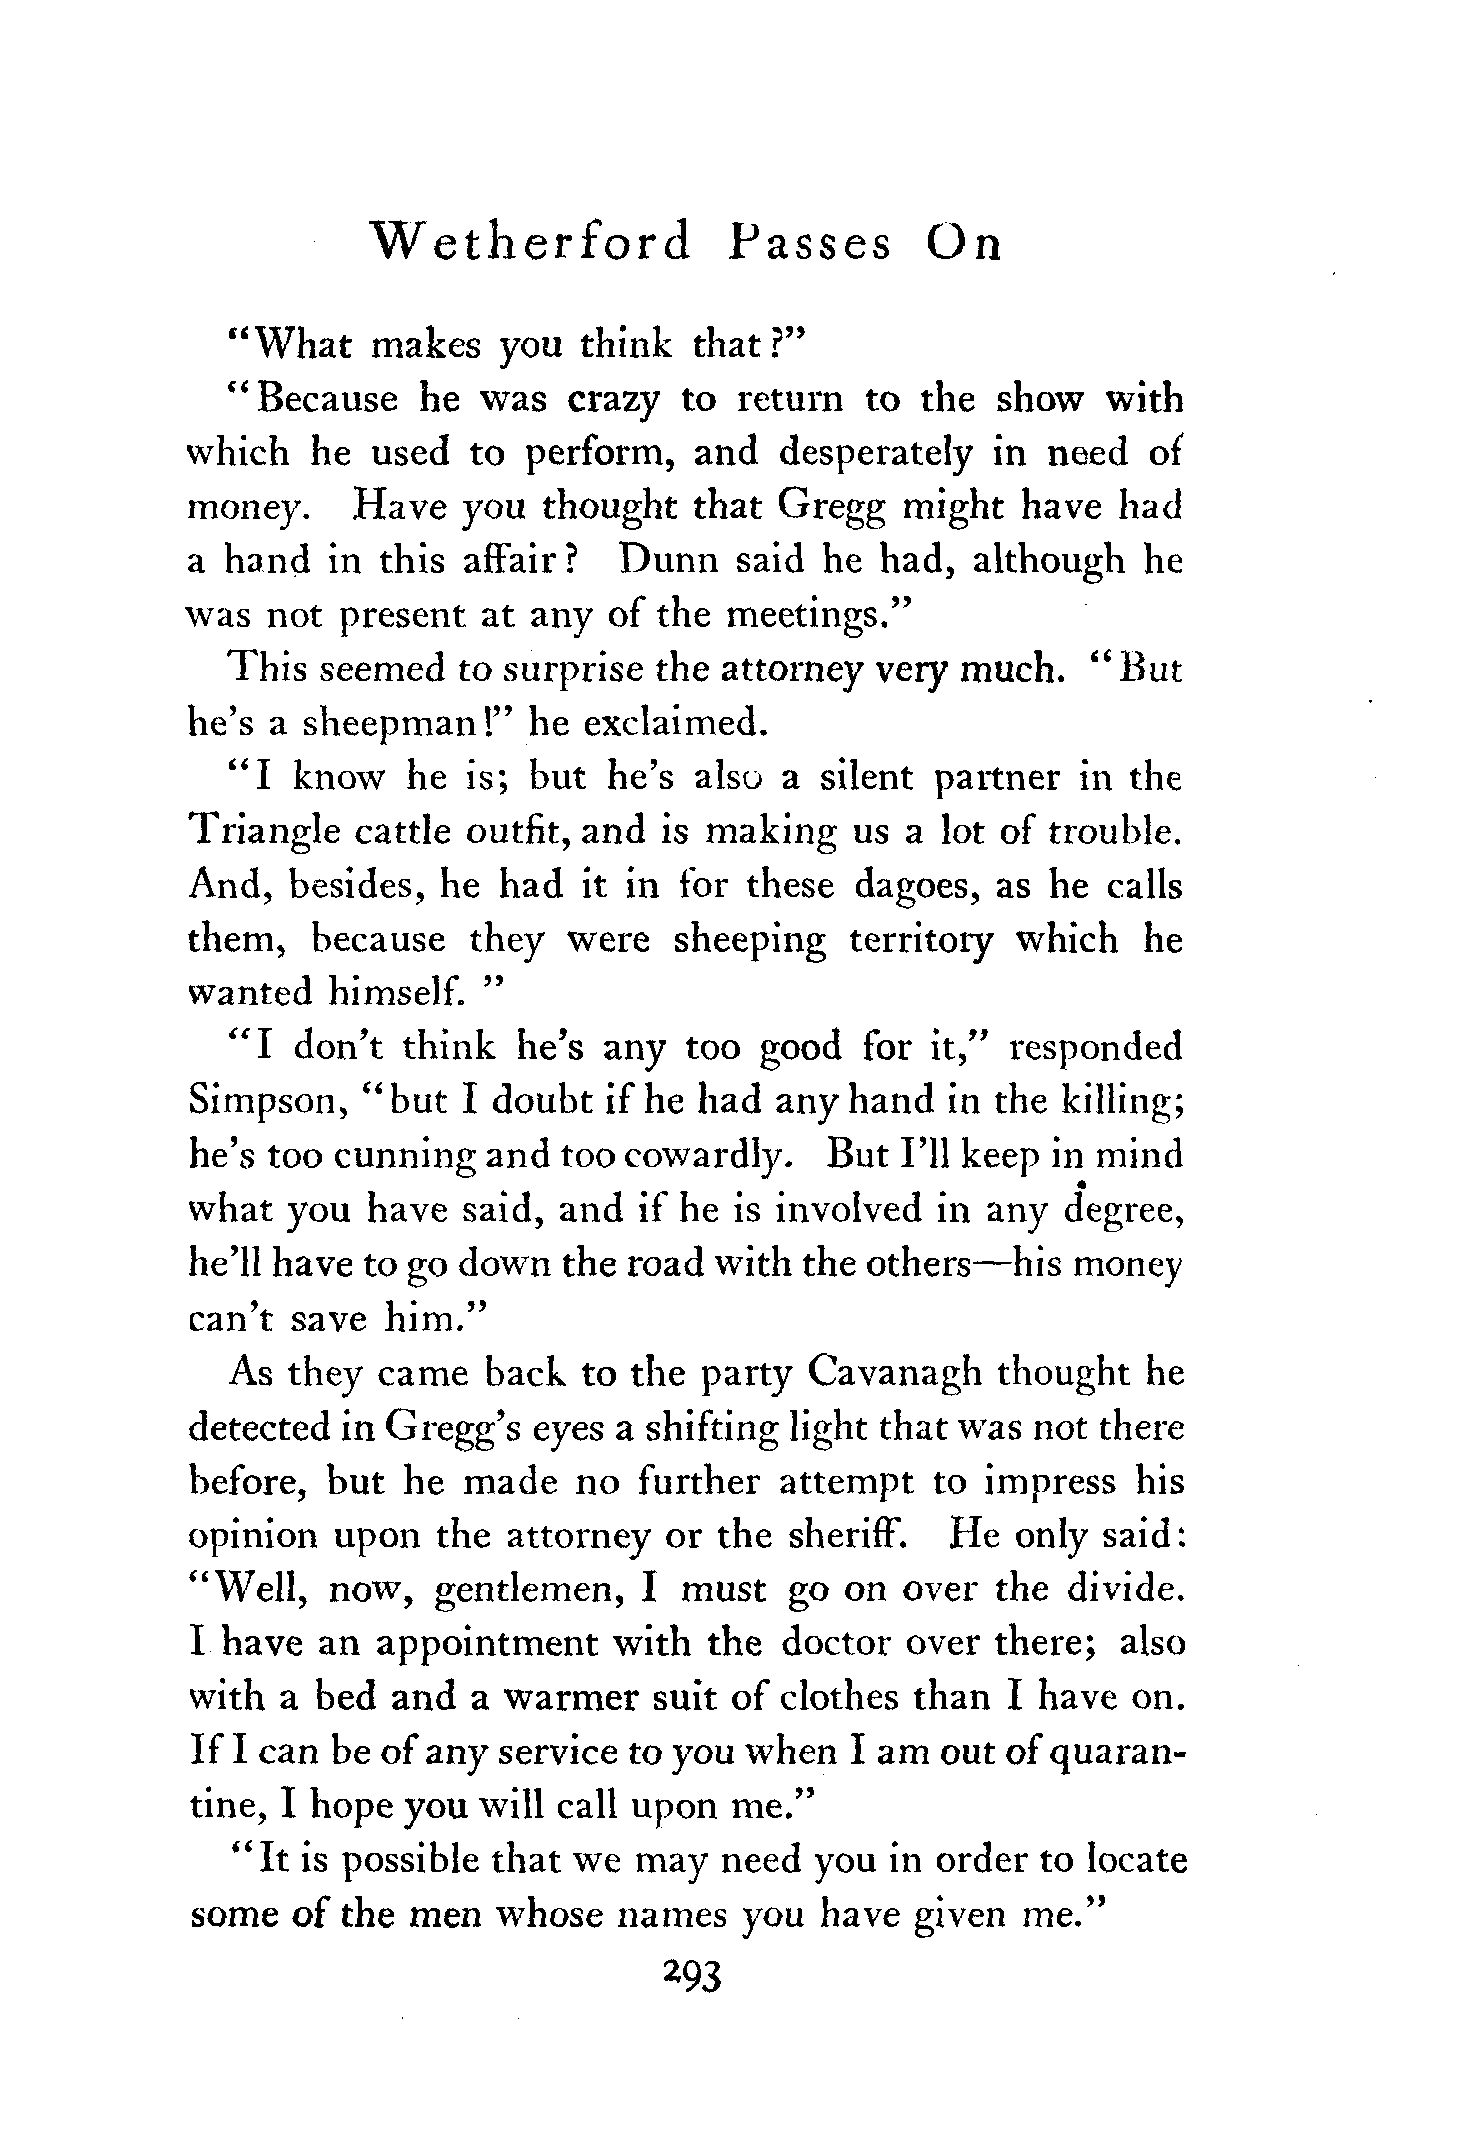 Wetherford Passes On
"What makes you think that?"
"Because he was crazy to return to the show with
which he used to perform, and desperately in need of
money. Have you thought that Gregg might have had
a hand in this affair? Dunn said he had, although he
was not present at any of the meetings."
This seemed to surprise the attorney very much. "But
he's a sheepman!" he exclaimed.
"I know he is; but he's also a silent partner in the
Triangle cattle outfit, and is making us a lot of trouble.
And, besides, he had it in for these dagoes, as he calls
them, because they were sheeping territory which he
wanted himself. "
"I don't think he's any too good for it," responded
Simpson, "but I doubt if he had any hand in the killing;
he's too cunning and too cowardly. But I'll keep in mind
what you have said, and if he is involved in any degree,
he'll have to go down the road with the others—his money
can't save him."
As they came back to the party Cavanagh thought he
detected in Gregg's eyes a shifting light that was not there
before, but he made no further attempt to impress his
opinion upon the attorney or the sheriff. He only said:
"Well, now, gentlemen, I must go on over the divide.
I have an appointment with the doctor over there; also
with a bed and a warmer suit of clothes than I have on.
If I can be of any service to you when I am out of quaran-
tine, I hope you will call upon me."
"It is possible that we may need you in order to locate
some of the men whose names you have given me."
293